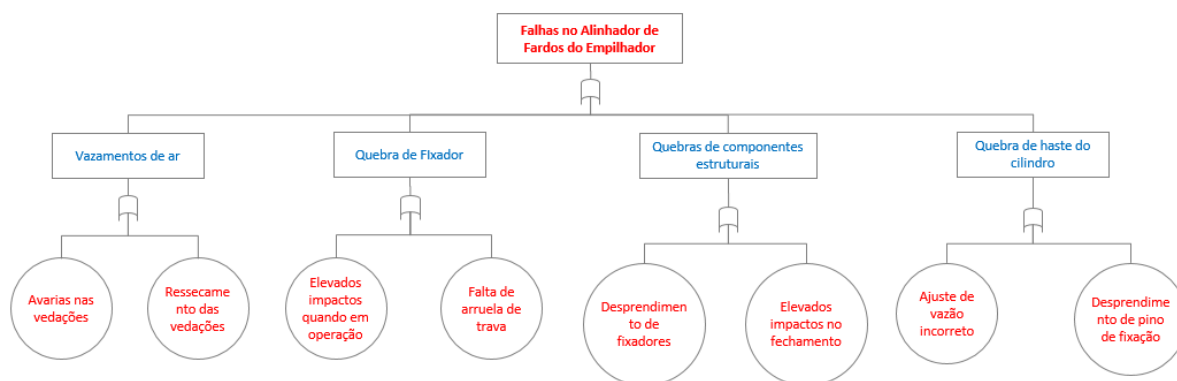 Falhas no Alinhador de
Fardos do Empilhador
Vazamentos de ar
Quebra de FIxador
Quebras de componentes
estruturais
Quebra de haste do
cilindro
Avarias nas
vedações
Ressecame
nto das
vedações
Elevados
impactos
quando em
operação
Falta de
arruela de
trava
Desprendimen
to de
fixadores
Elevados
impactos no
fechamento
Ajuste de
vazão
incorreto
Desprendime
nto de pino
de fixação